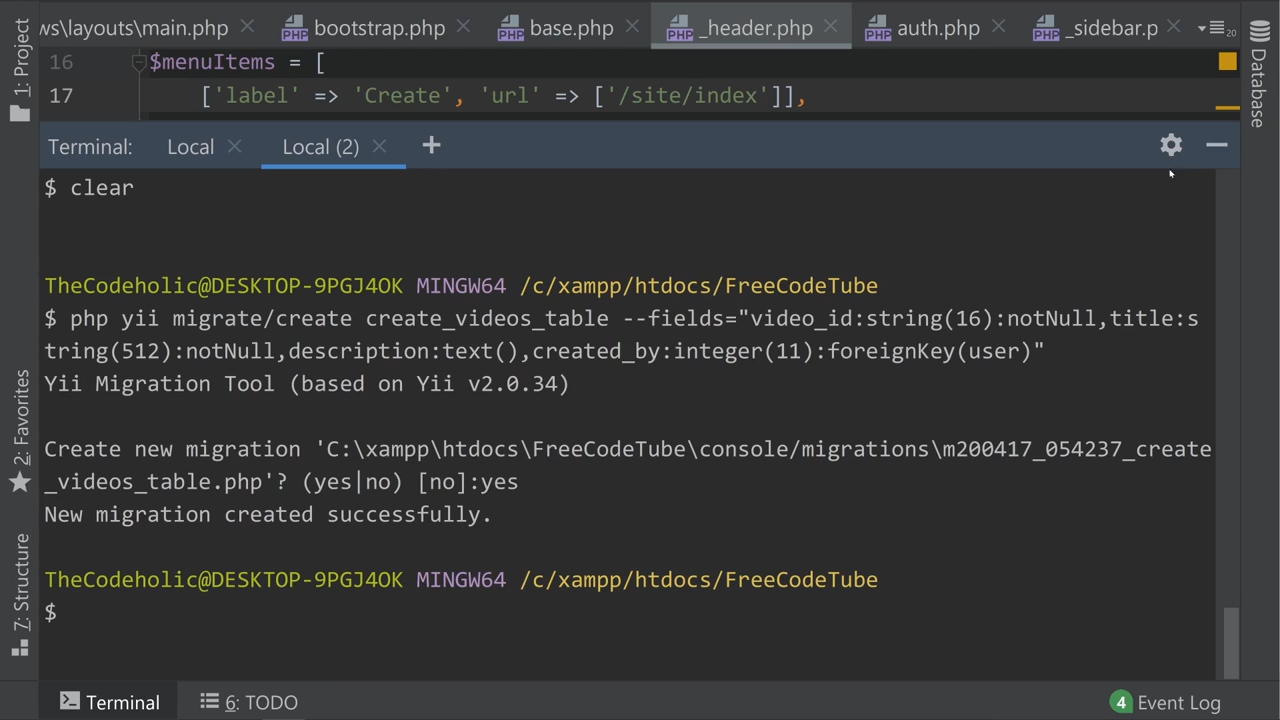 ws\layouts\main.php bootstrap.php base.php _header.php auth.php _sidebar.p 20
1: Project
Database
16 $menuItems = [
17 ['label' => 'Create', 'url' => ['/site/index']],
Terminal: Local Local (2) +
$ clear
TheCodeholic@DESKTOP-9PGJ4OK MINGW64 /c/xampp/htdocs/FreeCodeTube
$ php yii migrate/create create_videos_table --fields="video_id:string(16):notNull,title:s
tring(512):notNull,description:text(),created_by:integer(11):foreignKey(user)"
Yii Migration Tool (based on Yii v2.0.34)
Create new migration 'C:\xampp\htdocs\FreeCodeTube\console/migrations\m200417_054237_create
_videos_table.php'? (yes|no) [no]:yes
New migration created successfully.
TheCodeholic@DESKTOP-9PGJ4OK MINGW64 /c/xampp/htdocs/FreeCodeTube
$
2: Favorites
7: Structure
Terminal 6: TODO 4 Event Log